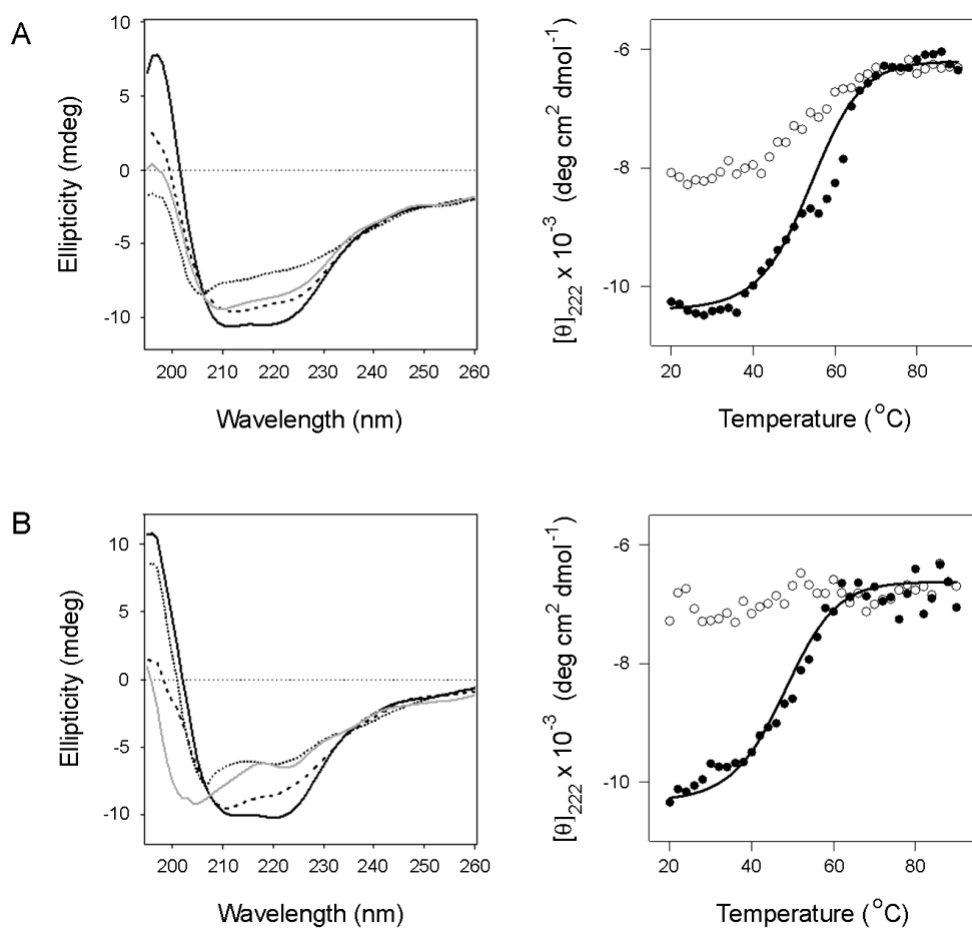 A
10
5
0
-5
-10
Ellipticity (mdeg)
200 210 220 230 240 250 260
Wavelength (nm)
-6
-8
-10
[θ]222 x 10-3 (deg cm2 dmol-1)
20 40 60 80
Temperature (oC)
B
10
5
0
-5
-10
Ellipticity (mdeg)
200 210 220 230 240 250 260
Wavelength (nm)
-6
-8
-10
[θ]222 x 10-3 (deg cm2 dmol-1)
20 40 60 80
Temperature (oC)